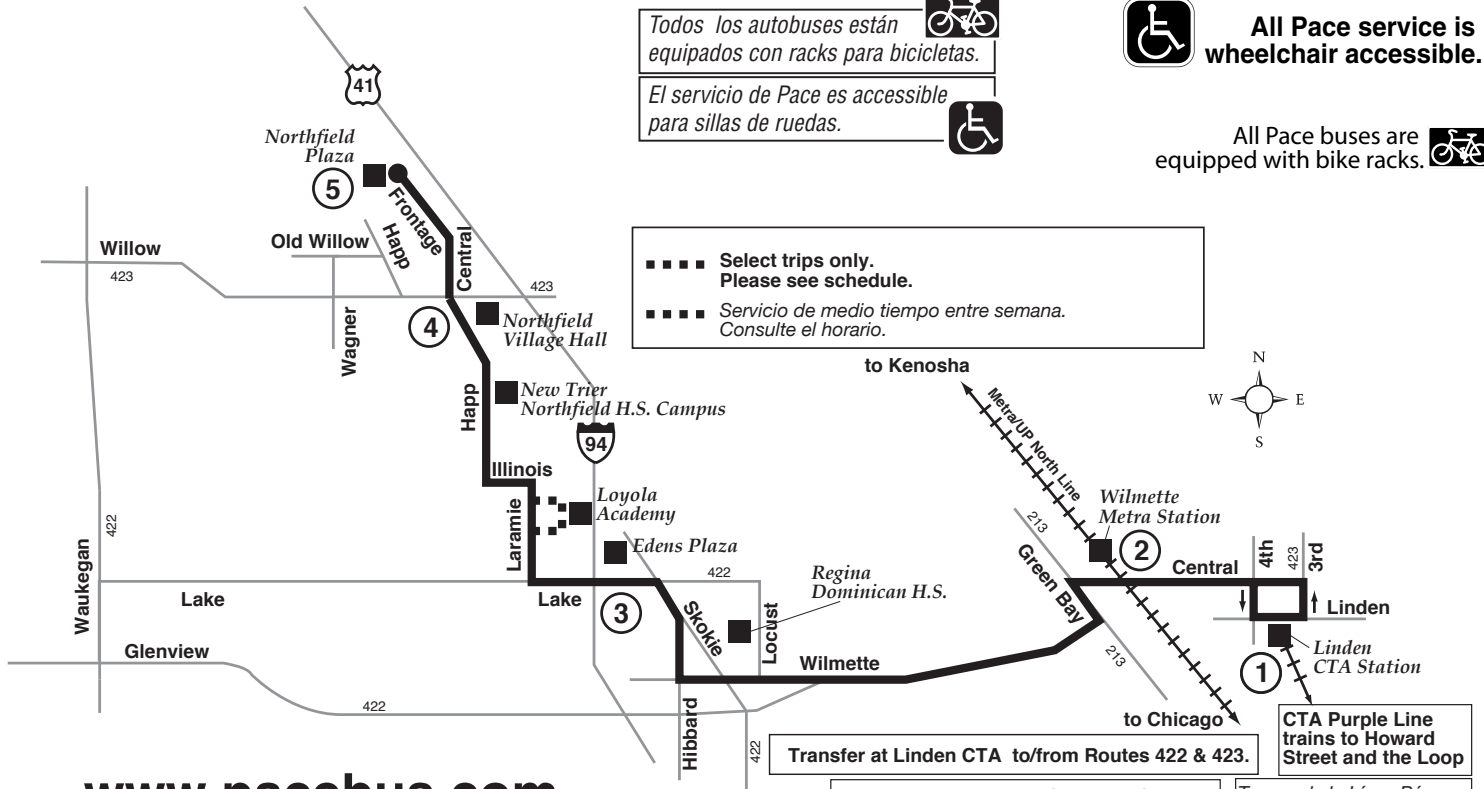 Todos los autobuses están
equipados con racks para bicicletas.
El servicio de Pace es accessible
para sillas de ruedas.
All Pace service is
wheelchair accessible.
All Pace buses are
equipped with bike racks.
41
Northfield
Plaza
5
Frontage
Happ
Central
Old Willow
Willow
423
423
Wagner
4
Northfield
Village Hall
Select trips only.
Please see schedule.
Servicio de medio tiempo entre semana.
Consulte el horario.
to Kenosha
Metra/UP North Line
N
W
E
S
New Trier
Northfield H.S. Campus
Happ
94
Illinois
Laramie
Loyola
Academy
Edens Plaza
Wilmette
Metra Station
2
213
Green Bay
213
Central
4th
423
3rd
Linden
422
Waukegan
Lake
Lake
3
422
Skokie
Regina
Dominican H.S.
Locust
Wilmette
Linden
CTA Station
1
Glenview
422
Hibbard
422
to Chicago
CTA Purple Line
trains to Howard
Street and the Loop
Transfer at Linden CTA to/from Routes 422 & 423.
www.pacebus.com